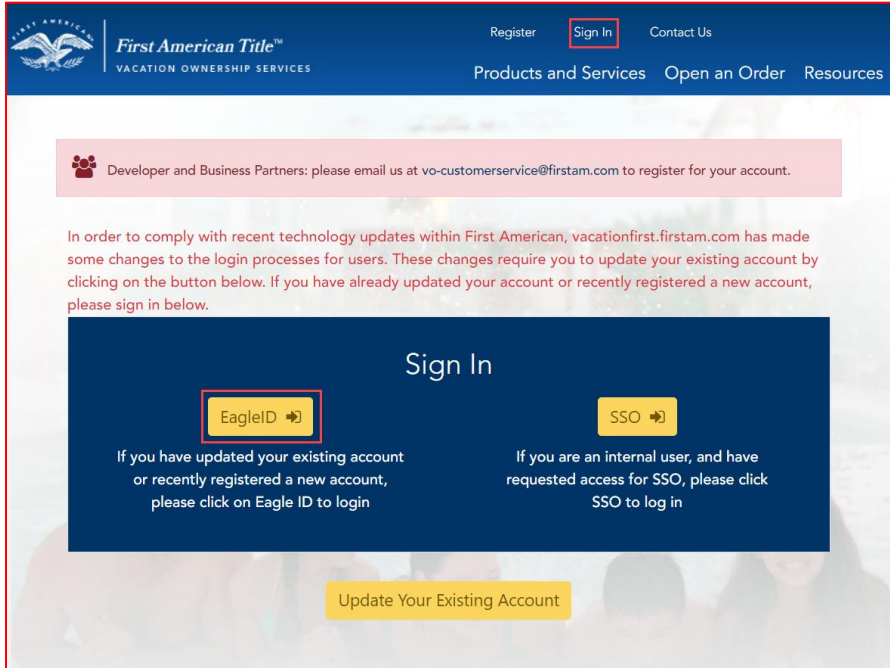 FIRST AMERICAN
First American Title™
VACATION OWNERSHIP SERVICES
Register Sign In Contact Us
Products and Services Open an Order Resources
Developer and Business Partners: please email us at vo-customerservice@firstam.com to register for your account.
In order to comply with recent technology updates within First American, vacationfirst.firstam.com has made
some changes to the login processes for users. These changes require you to update your existing account by
clicking on the button below. If you have already updated your account or recently registered a new account,
please sign in below.
Sign In
EagleID
If you have updated your existing account
or recently registered a new account,
please click on Eagle ID to login
SSO
If you are an internal user, and have
requested access for SSO, please click
SSO to log in
Update Your Existing Account